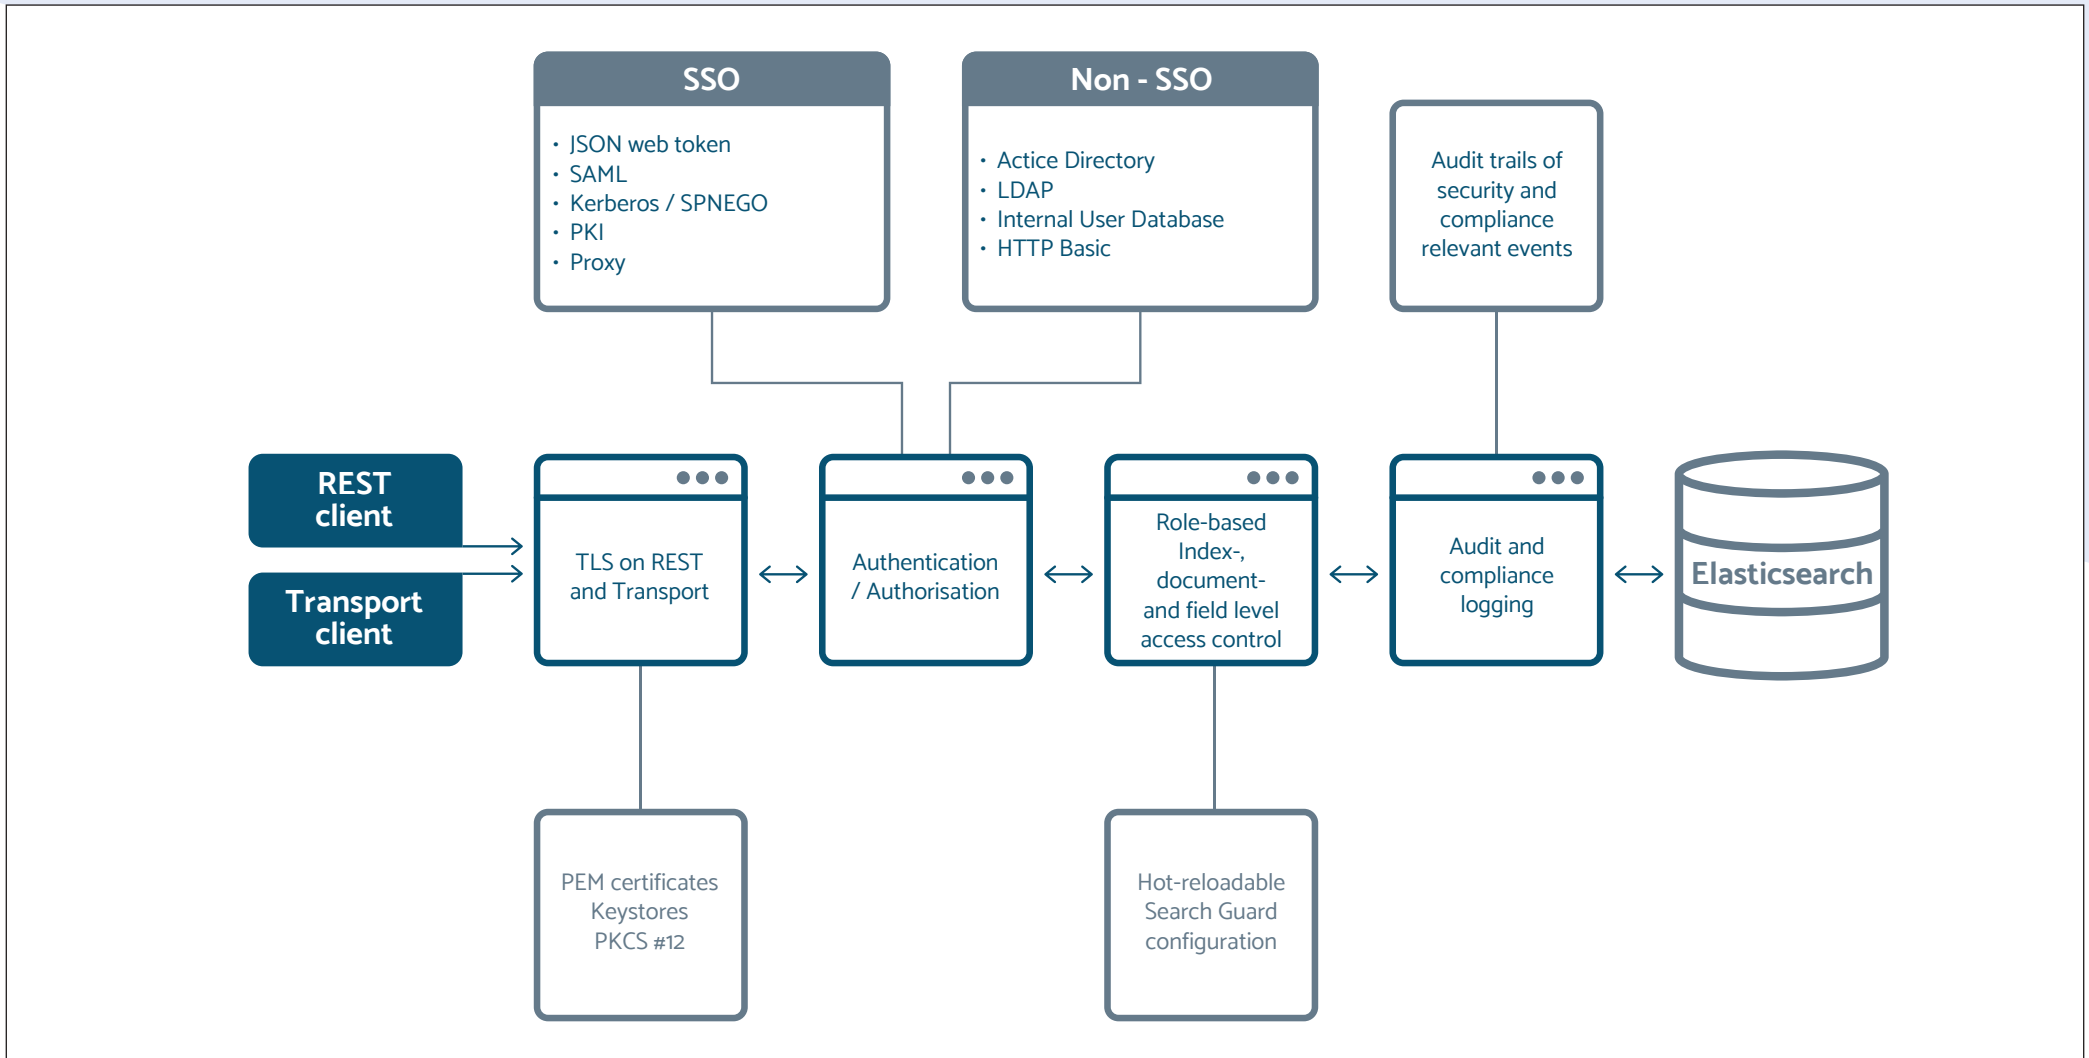 SSO
• JSON web token
• SAML
• Kerberos / SPNEGO
• PKI
• Proxy
Non - SSO
• Actice Directory
• LDAP
• Internal User Database
• HTTP Basic
Audit trails of
security and
compliance
relevant events
REST
client
Transport
client
TLS on REST
and Transport
Authentication
/ Authorisation
Role-based
Index-,
document-
and field level
access control
Audit and
compliance
logging
Elasticsearch
PEM certificates
Keystores
PKCS #12
Hot-reloadable
Search Guard
configuration